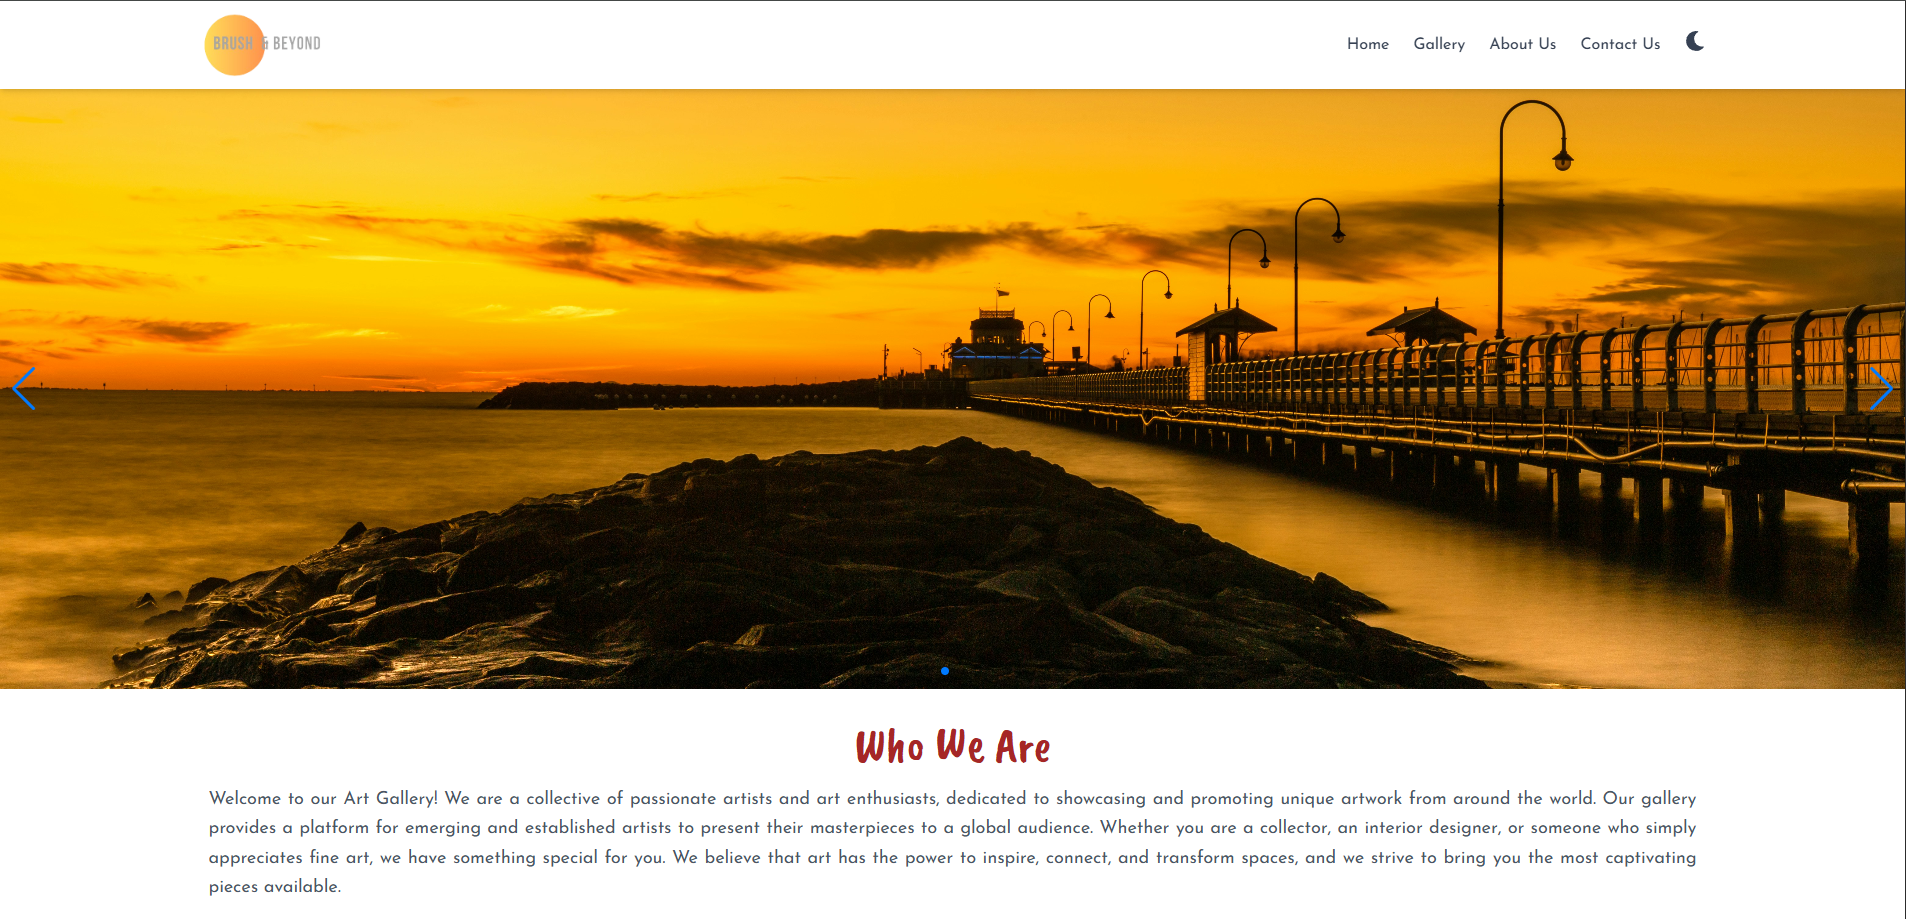 BRUSH & BEYOND
Home Gallery About Us Contact Us
Who We Are
Welcome to our Art Gallery! We are a collective of passionate artists and art enthusiasts, dedicated to showcasing and promoting unique artwork from around the world. Our gallery
provides a platform for emerging and established artists to present their masterpieces to a global audience. Whether you are a collector, an interior designer, or someone who simply
appreciates fine art, we have something special for you. We believe that art has the power to inspire, connect, and transform spaces, and we strive to bring you the most captivating
pieces available.